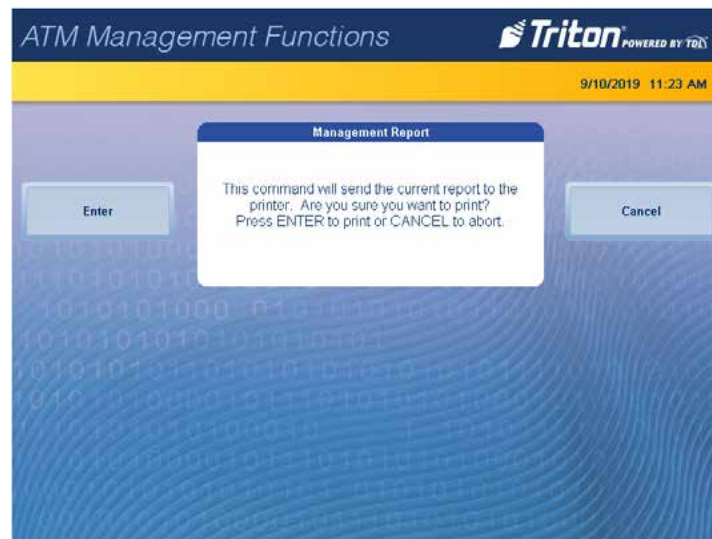 ATM Management Functions
Triton POWERED BY TDL
9/10/2019 11:23 AM
Management Report
This command will send the current report to the
printer. Are you sure you want to print?
Press ENTER to print or CANCEL to abort.
Enter
Cancel